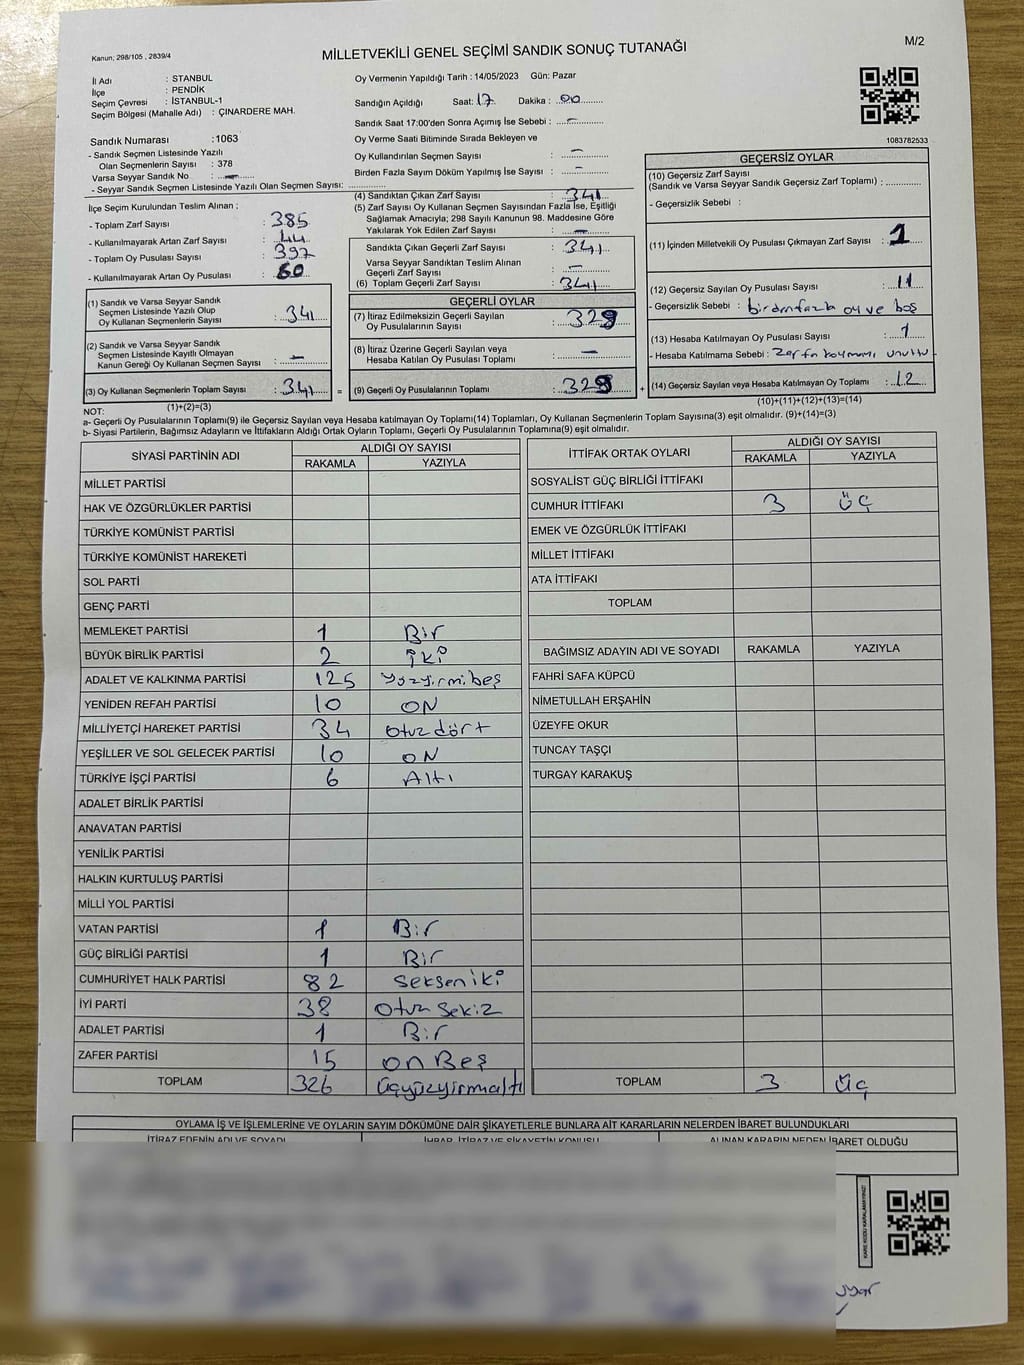 Kanun; 298/105 , 2839/4
MİLLETVEKİLİ GENEL SEÇİMİ SANDIK SONUÇ TUTANAĞI
M/2
İl Adı : İSTANBUL
İlçe : PENDİK
Seçim Çevresi : İSTANBUL-1
Seçim Bölgesi (Mahalle Adı) : ÇINARDERE MAH.
Sandık Numarası :1063
- Sandık Seçmen Listesinde Yazılı
Olan Seçmenlerin Sayısı : 378
Varsa Seyyar Sandık No : -
- Seyyar Sandık Seçmen Listesinde Yazılı Olan Seçmen Sayısı: ..............
Oy Vermenin Yapıldığı Tarih : 14/05/2023 Gün: Pazar
Sandığın Açıldığı Saat: 17 Dakika : 00
Sandık Saat 17:00'den Sonra Açımış İse Sebebi : -
Oy Verme Saati Bitiminde Sırada Bekleyen ve
Oy Kullandırılan Seçmen Sayısı : -
Birden Fazla Sayım Döküm Yapılmış İse Sayısı : -
1083782533
İlçe Seçim Kurulundan Teslim Alınan ;
- Toplam Zarf Sayısı : 385
- Kullanılmayarak Artan Zarf Sayısı : 44
- Toplam Oy Pusulası Sayısı : 397
- Kullanılmayarak Artan Oy Pusulası : 60
(1) Sandık ve Varsa Seyyar Sandık
Seçmen Listesinde Yazılı Olup
Oy Kullanan Seçmenlerin Sayısı : 341
(2) Sandık ve Varsa Seyyar Sandık
Seçmen Listesinde Kayıtlı Olmayan
Kanun Gereği Oy Kullanan Seçmen Sayısı : -
(3) Oy Kullanan Seçmenlerin Toplam Sayısı : 341 =
(1)+(2)=(3)
(4) Sandıktan Çıkan Zarf Sayısı : 341
(5) Zarf Sayısı Oy Kullanan Seçmen Sayısından Fazla İse, Eşitliği
Sağlamak Amacıyla; 298 Sayılı Kanunun 98. Maddesine Göre
Yakılarak Yok Edilen Zarf Sayısı : -
Sandıkta Çıkan Geçerli Zarf Sayısı : 341
Varsa Seyyar Sandıktan Teslim Alınan
Geçerli Zarf Sayısı : -
(6) Toplam Geçerli Zarf Sayısı : 341
GEÇERLİ OYLAR
(7) İtiraz Edilmeksizin Geçerli Sayılan
Oy Pusulalarının Sayısı : 329
(8) İtiraz Üzerine Geçerli Sayılan veya
Hesaba Katılan Oy Pusulası Toplamı : -
(9) Geçerli Oy Pusulalarının Toplamı : 329 +
GEÇERSİZ OYLAR
(10) Geçersiz Zarf Sayısı
(Sandık ve Varsa Seyyar Sandık Geçersiz Zarf Toplamı) : ............
- Geçersizlik Sebebi :
(11) İçinden Milletvekili Oy Pusulası Çıkmayan Zarf Sayısı : 1
(12) Geçersiz Sayılan Oy Pusulası Sayısı : 11
- Geçersizlik Sebebi : birdenfazla oy ve boş
(13) Hesaba Katılmayan Oy Pusulası Sayısı : 1
- Hesaba Katılmama Sebebi : Zarfa koymamı unuttu
(14) Geçersiz Sayılan veya Hesaba Katılmayan Oy Toplamı : 12
(10)+(11)+(12)+(13)=(14)
NOT:
a- Geçerli Oy Pusulalarının Toplamı(9) ile Geçersiz Sayılan veya Hesaba katılmayan Oy Toplamı(14) Toplamları, Oy Kullanan Seçmenlerin Toplam Sayısına(3) eşit olmalıdır. (9)+(14)=(3)
b- Siyasi Partilerin, Bağımsız Adayların ve İttifakların Aldığı Ortak Oyların Toplamı, Geçerli Oy Pusulalarının Toplamına(9) eşit olmalıdır.
SİYASİ PARTİNİN ADI ALDIĞI OY SAYISI
RAKAMLA YAZIYLA
MİLLET PARTİSİ
HAK VE ÖZGÜRLÜKLER PARTİSİ
TÜRKİYE KOMÜNİST PARTİSİ
TÜRKİYE KOMÜNİST HAREKETİ
SOL PARTİ
GENÇ PARTİ
MEMLEKET PARTİSİ 1 Bir
BÜYÜK BİRLİK PARTİSİ 2 iki
ADALET VE KALKINMA PARTİSİ 125 yüzyirmibeş
YENİDEN REFAH PARTİSİ 10 ON
MİLLİYETÇİ HAREKET PARTİSİ 34 Otuzdört
YEŞİLLER VE SOL GELECEK PARTİSİ 10 ON
TÜRKİYE İŞÇİ PARTİSİ 6 Altı
ADALET BİRLİK PARTİSİ
ANAVATAN PARTİSİ
YENİLİK PARTİSİ
HALKIN KURTULUŞ PARTİSİ
MİLLİ YOL PARTİSİ
VATAN PARTİSİ 1 Bir
GÜÇ BİRLİĞİ PARTİSİ 1 Bir
CUMHURİYET HALK PARTİSİ 82 Sekseniki
İYİ PARTİ 38 Otuz Sekiz
ADALET PARTİSİ 1 Bir
ZAFER PARTİSİ 15 on Beş
TOPLAM 326 Üçyüzyirmialtı
İTTİFAK ORTAK OYLARI ALDIĞI OY SAYISI
RAKAMLA YAZIYLA
SOSYALİST GÜÇ BİRLİĞİ İTTİFAKI
CUMHUR İTTİFAKI 3 ÜÇ
EMEK VE ÖZGÜRLÜK İTTİFAKI
MİLLET İTTİFAKI
ATA İTTİFAKI
TOPLAM
BAĞIMSIZ ADAYIN ADI VE SOYADI RAKAMLA YAZIYLA
FAHRİ SAFA KÜPCÜ
NİMETULLAH ERŞAHİN
ÜZEYFE OKUR
TUNCAY TAŞÇI
TURGAY KARAKUŞ
TOPLAM 3 Üç
OYLAMA İŞ VE İŞLEMLERİNE VE OYLARIN SAYIM DÖKÜMÜNE DAİR ŞİKAYETLERLE BUNLARA AİT KARARLARIN NELERDEN İBARET BULUNDUKLARI
İTİRAZ EDENİN ADI VE SOYADI İHBAR, İTİRAZ VE ŞİKAYETİN KONUSU ALINAN KARARIN NEDEN İBARET OLDUĞU
KARE KODU KARALAMAYINIZ!